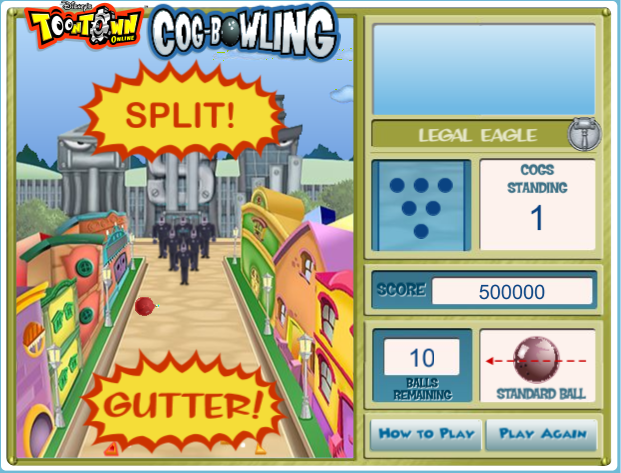 Disney's
TOONTOWN
ONLINE
COG-BOWLING
SPLIT!
LEGAL EAGLE
COGS
STANDING
1
SCORE 500000
10
BALLS
REMAINING
STANDARD BALL
GUTTER!
HOW TO PLAY
PLAY AGAIN